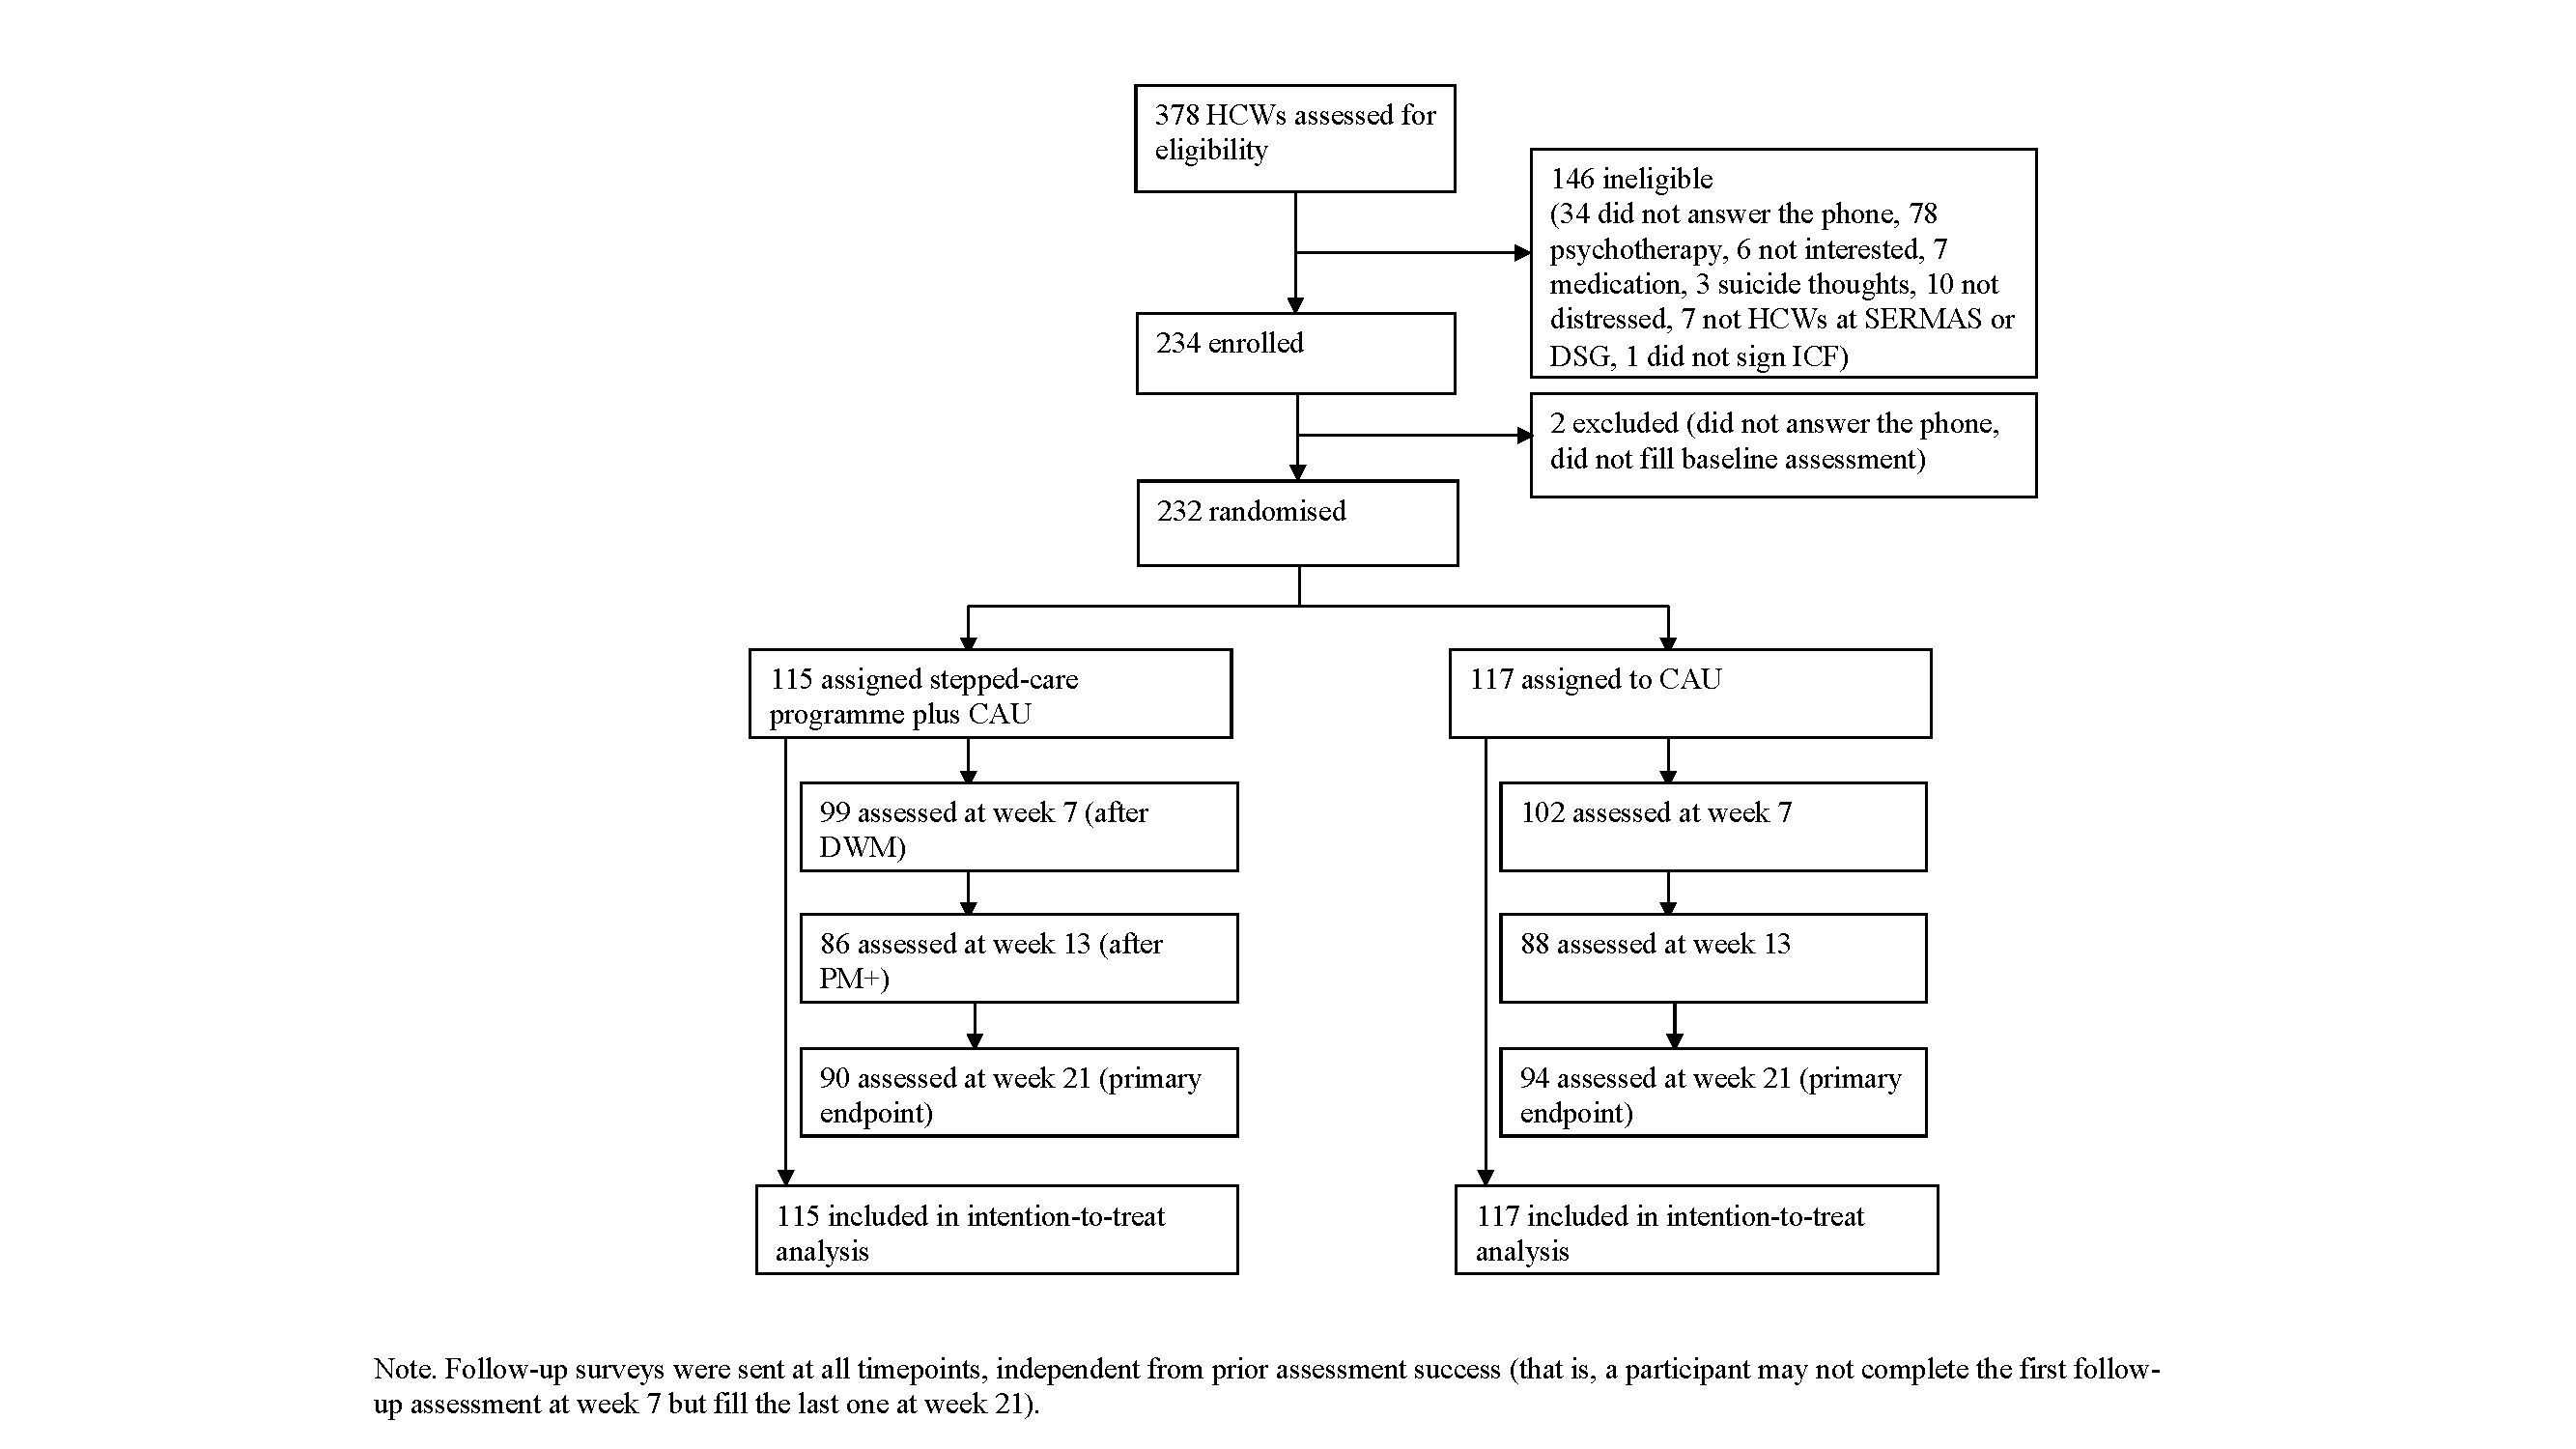 378 HCWs assessed for
eligibility
146 ineligible
(34 did not answer the phone, 78
psychotherapy, 6 not interested, 7
medication, 3 suicide thoughts, 10 not
distressed, 7 not HCWs at SERMAS or
DSG, 1 did not sign ICF)
234 enrolled
2 excluded (did not answer the phone,
did not fill baseline assessment)
232 randomised
115 assigned stepped-care
programme plus CAU
117 assigned to CAU
99 assessed at week 7 (after
DWM)
102 assessed at week 7
86 assessed at week 13 (after
PM+)
88 assessed at week 13
90 assessed at week 21 (primary
endpoint)
94 assessed at week 21 (primary
endpoint)
115 included in intention-to-treat
analysis
117 included in intention-to-treat
analysis
Note. Follow-up surveys were sent at all timepoints, independent from prior assessment success (that is, a participant may not complete the first follow-
up assessment at week 7 but fill the last one at week 21).